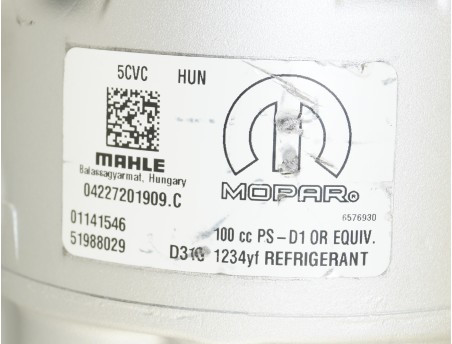 5CVC HUN
MAHLE
Balassagyarmat, Hungary
04227201909.C
MOPAR®
6576930
01141546
51988029
100 cc PS-D1 OR EQUIV.
1234yf REFRIGERANT